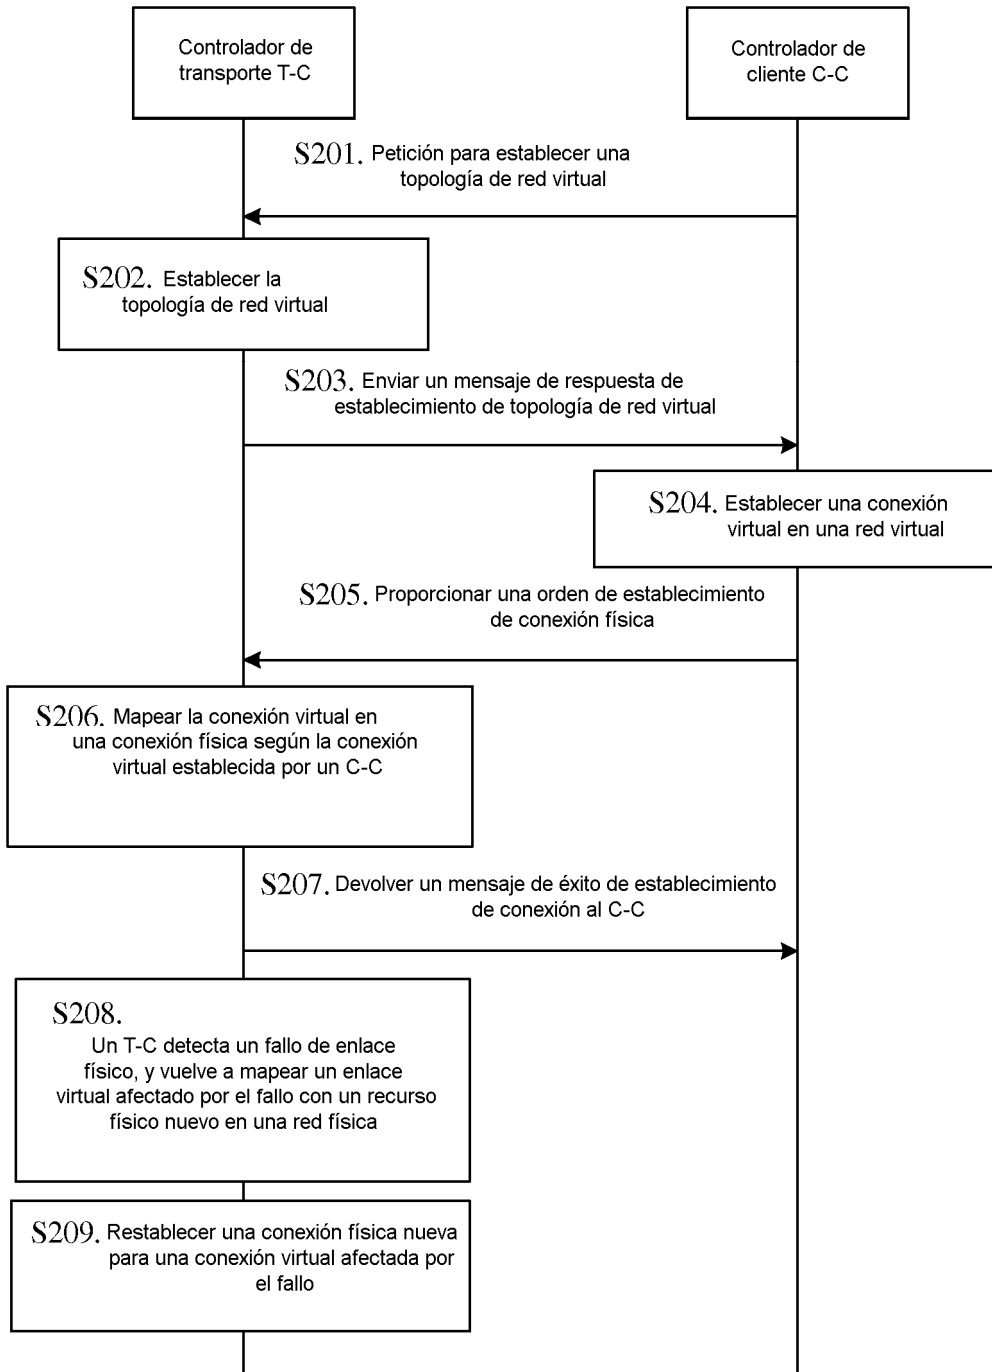 Controlador de
transporte T-C
Controlador de
cliente C-C
S201. Petición para establecer una
topología de red virtual
S202. Establecer la
topología de red virtual
S203. Enviar un mensaje de respuesta de
establecimiento de topología de red virtual
S204. Establecer una conexión
virtual en una red virtual
S205. Proporcionar una orden de establecimiento
de conexión física
S206. Mapear la conexión virtual en
una conexión física según la conexión
virtual establecida por un C-C
S207. Devolver un mensaje de éxito de establecimiento
de conexión al C-C
S208.
Un T-C detecta un fallo de enlace
físico, y vuelve a mapear un enlace
virtual afectado por el fallo con un recurso
físico nuevo en una red física
S209. Restablecer una conexión física nueva
para una conexión virtual afectada por
el fallo